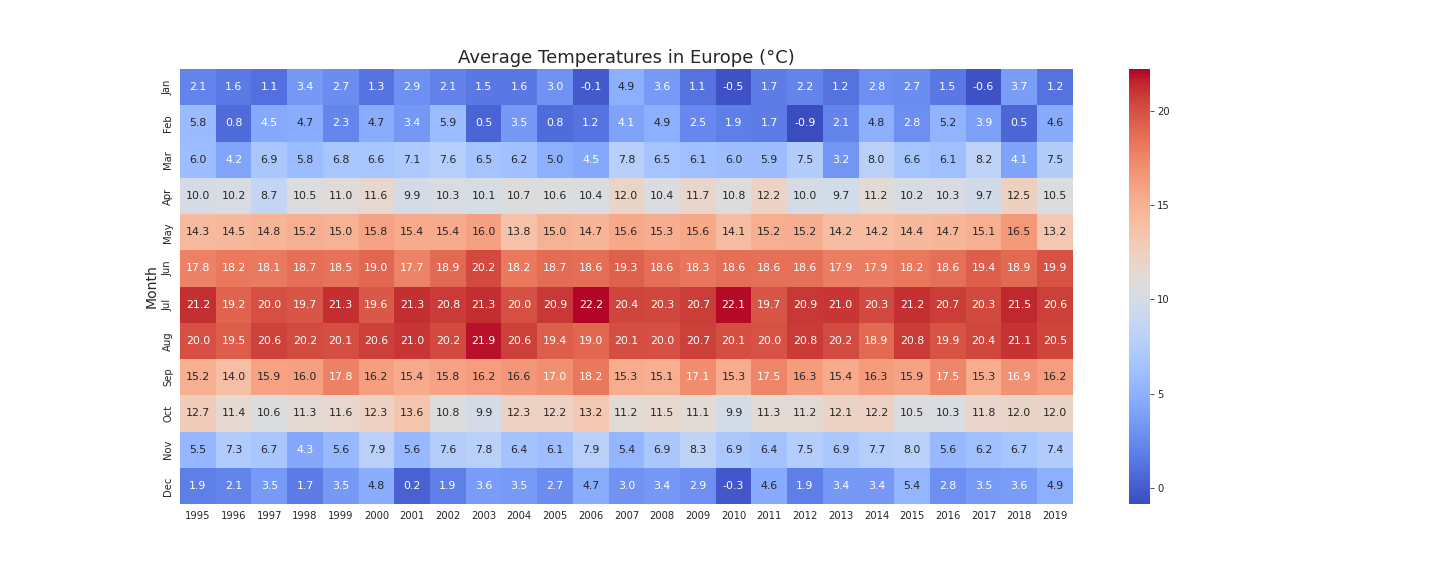 Average Temperatures in Europe (°C)
Month
Jan 2.1 1.6 1.1 3.4 2.7 1.3 2.9 2.1 1.5 1.6 3.0 -0.1 4.9 3.6 1.1 -0.5 1.7 2.2 1.2 2.8 2.7 1.5 -0.6 3.7 1.2
Feb 5.8 0.8 4.5 4.7 2.3 4.7 3.4 5.9 0.5 3.5 0.8 1.2 4.1 4.9 2.5 1.9 1.7 -0.9 2.1 4.8 2.8 5.2 3.9 0.5 4.6
Mar 6.0 4.2 6.9 5.8 6.8 6.6 7.1 7.6 6.5 6.2 5.0 4.5 7.8 6.5 6.1 6.0 5.9 7.5 3.2 8.0 6.6 6.1 8.2 4.1 7.5
Apr 10.0 10.2 8.7 10.5 11.0 11.6 9.9 10.3 10.1 10.7 10.6 10.4 12.0 10.4 11.7 10.8 12.2 10.0 9.7 11.2 10.2 10.3 9.7 12.5 10.5
May 14.3 14.5 14.8 15.2 15.0 15.8 15.4 15.4 16.0 13.8 15.0 14.7 15.6 15.3 15.6 14.1 15.2 15.2 14.2 14.2 14.4 14.7 15.1 16.5 13.2
Jun 17.8 18.2 18.1 18.7 18.5 19.0 17.7 18.9 20.2 18.2 18.7 18.6 19.3 18.6 18.3 18.6 18.6 18.6 17.9 17.9 18.2 18.6 19.4 18.9 19.9
Jul 21.2 19.2 20.0 19.7 21.3 19.6 21.3 20.8 21.3 20.0 20.9 22.2 20.4 20.3 20.7 22.1 19.7 20.9 21.0 20.3 21.2 20.7 20.3 21.5 20.6
Aug 20.0 19.5 20.6 20.2 20.1 20.6 21.0 20.2 21.9 20.6 19.4 19.0 20.1 20.0 20.7 20.1 20.0 20.8 20.2 18.9 20.8 19.9 20.4 21.1 20.5
Sep 15.2 14.0 15.9 16.0 17.8 16.2 15.4 15.8 16.2 16.6 17.0 18.2 15.3 15.1 17.1 15.3 17.5 16.3 15.4 16.3 15.9 17.5 15.3 16.9 16.2
Oct 12.7 11.4 10.6 11.3 11.6 12.3 13.6 10.8 9.9 12.3 12.2 13.2 11.2 11.5 11.1 9.9 11.3 11.2 12.1 12.2 10.5 10.3 11.8 12.0 12.0
Nov 5.5 7.3 6.7 4.3 5.6 7.9 5.6 7.6 7.8 6.4 6.1 7.9 5.4 6.9 8.3 6.9 6.4 7.5 6.9 7.7 8.0 5.6 6.2 6.7 7.4
Dec 1.9 2.1 3.5 1.7 3.5 4.8 0.2 1.9 3.6 3.5 2.7 4.7 3.0 3.4 2.9 -0.3 4.6 1.9 3.4 3.4 5.4 2.8 3.5 3.6 4.9
1995 1996 1997 1998 1999 2000 2001 2002 2003 2004 2005 2006 2007 2008 2009 2010 2011 2012 2013 2014 2015 2016 2017 2018 2019
20
15
10
5
0